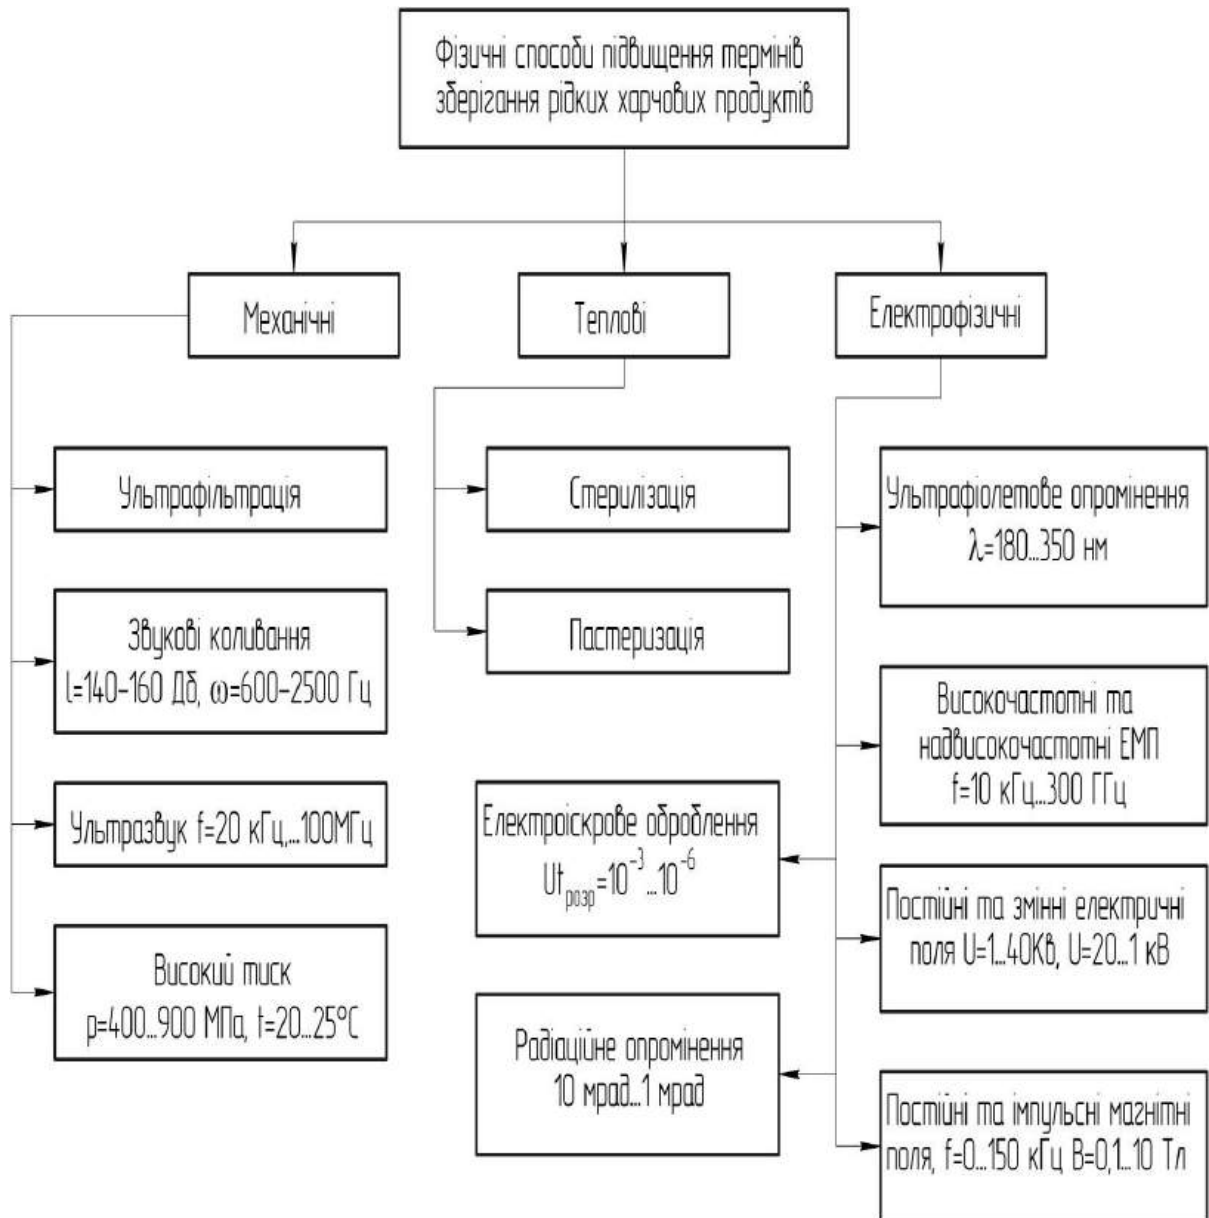 Фізичні способи підвищення термінів
зберігання рідких харчових продуктів
Механічні
Теплові
Електрофізичні
Ультрафільтрація
Звукові коливання
l=140-160 Дб, ω=600-2500 Гц
Ультразвук f=20 кГц,...100МГц
Високий тиск
p=400...900 МПа, t=20...25°C
Стерилізація
Пастеризація
Електроіскрове оброблення
Ut розр=10⁻³...10⁻⁶
Радіаційне опромінення
10 мрад...1 мрад
Ультрафіолетове опромінення
λ=180...350 нм
Високочастотні та
надвисокочастотні ЕМП
f=10 кГц...300 ГГц
Постійні та змінні електричні
поля U=1...40Кв, U=20...1 кВ
Постійні та імпульсні магнітні
поля, f=0...150 кГц B=0,1...10 Тл